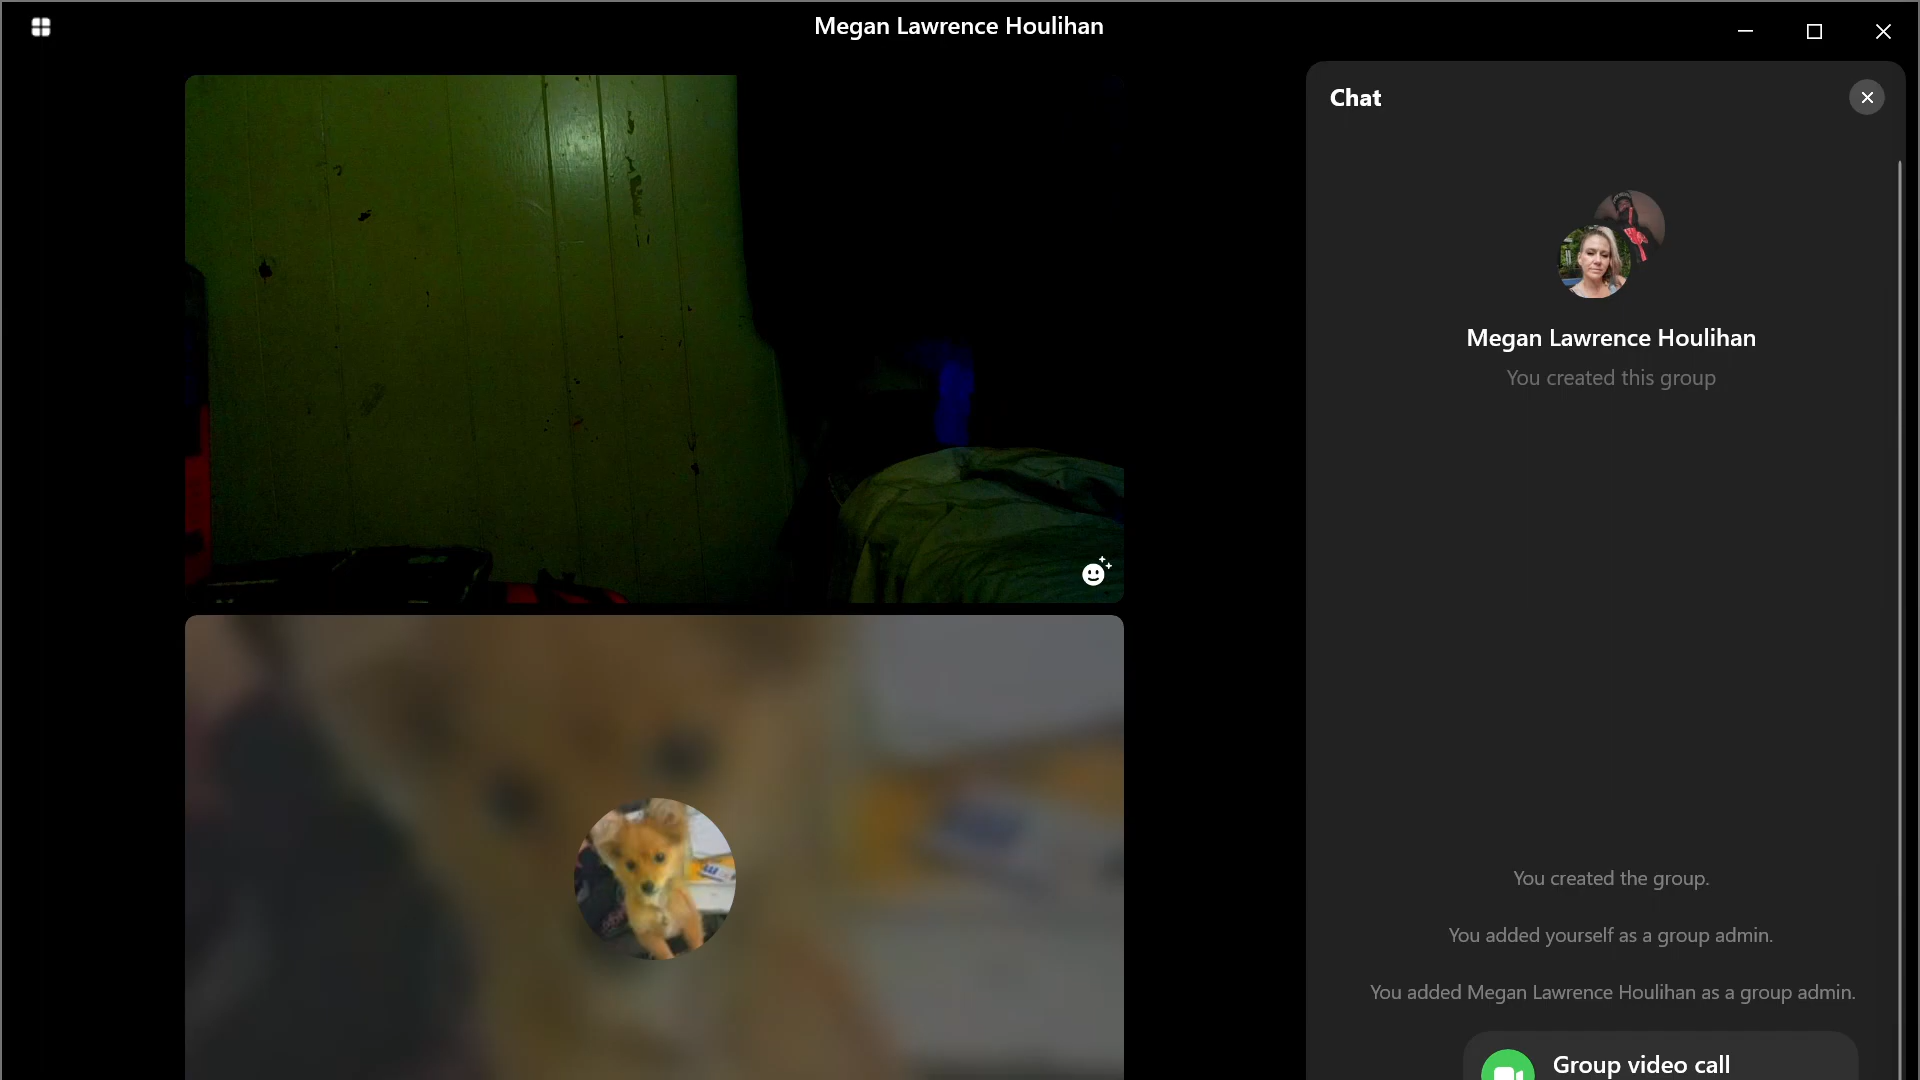 Megan Lawrence Houlihan
Chat
Megan Lawrence Houlihan
You created this group
You created the group.
You added yourself as a group admin.
You added Megan Lawrence Houlihan as a group admin.
Group video call